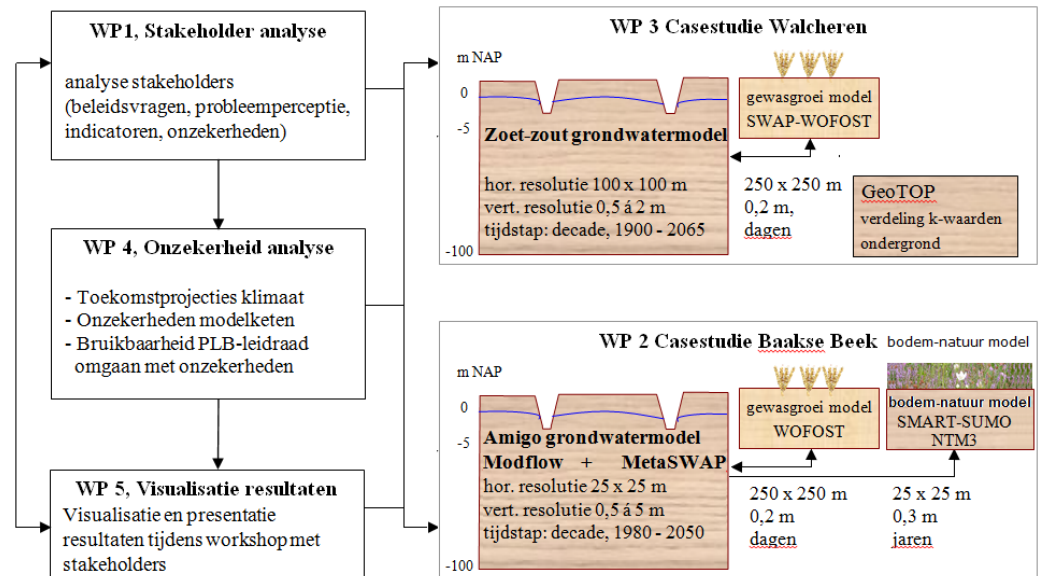 WP1, Stakeholder analyse
analyse stakeholders
(beleidsvragen, probleemperceptie,
indicatoren, onzekerheden)
WP 4, Onzekerheid analyse
- Toekomstprojecties klimaat
- Onzekerheden modelketen
- Bruikbaarheid PLB-leidraad
omgaan met onzekerheden
WP 5, Visualisatie resultaten
Visualisatie en presentatie
resultaten tijdens workshop met
stakeholders
WP 3 Casestudie Walcheren
m NAP
0
-5
-100
Zoet-zout grondwatermodel
hor. resolutie 100 x 100 m
vert. resolutie 0,5 á 2 m
tijdstap: decade, 1900 - 2065
gewasgroei model
SWAP-WOFOST
250 x 250 m
0,2 m,
dagen
GeoTOP
verdeling k-waarden
ondergrond
WP 2 Casestudie Baakse Beek
bodem-natuur model
m NAP
0
-5
-100
Amigo grondwatermodel
Modflow + MetaSWAP
hor. resolutie 25 x 25 m
vert. resolutie 0,5 á 5 m
tijdstap: decade, 1980 - 2050
gewasgroei model
WOFOST
250 x 250 m
0,2 m
dagen
bodem-natuur model
SMART-SUMO
NTM3
25 x 25 m
0,3 m
jaren